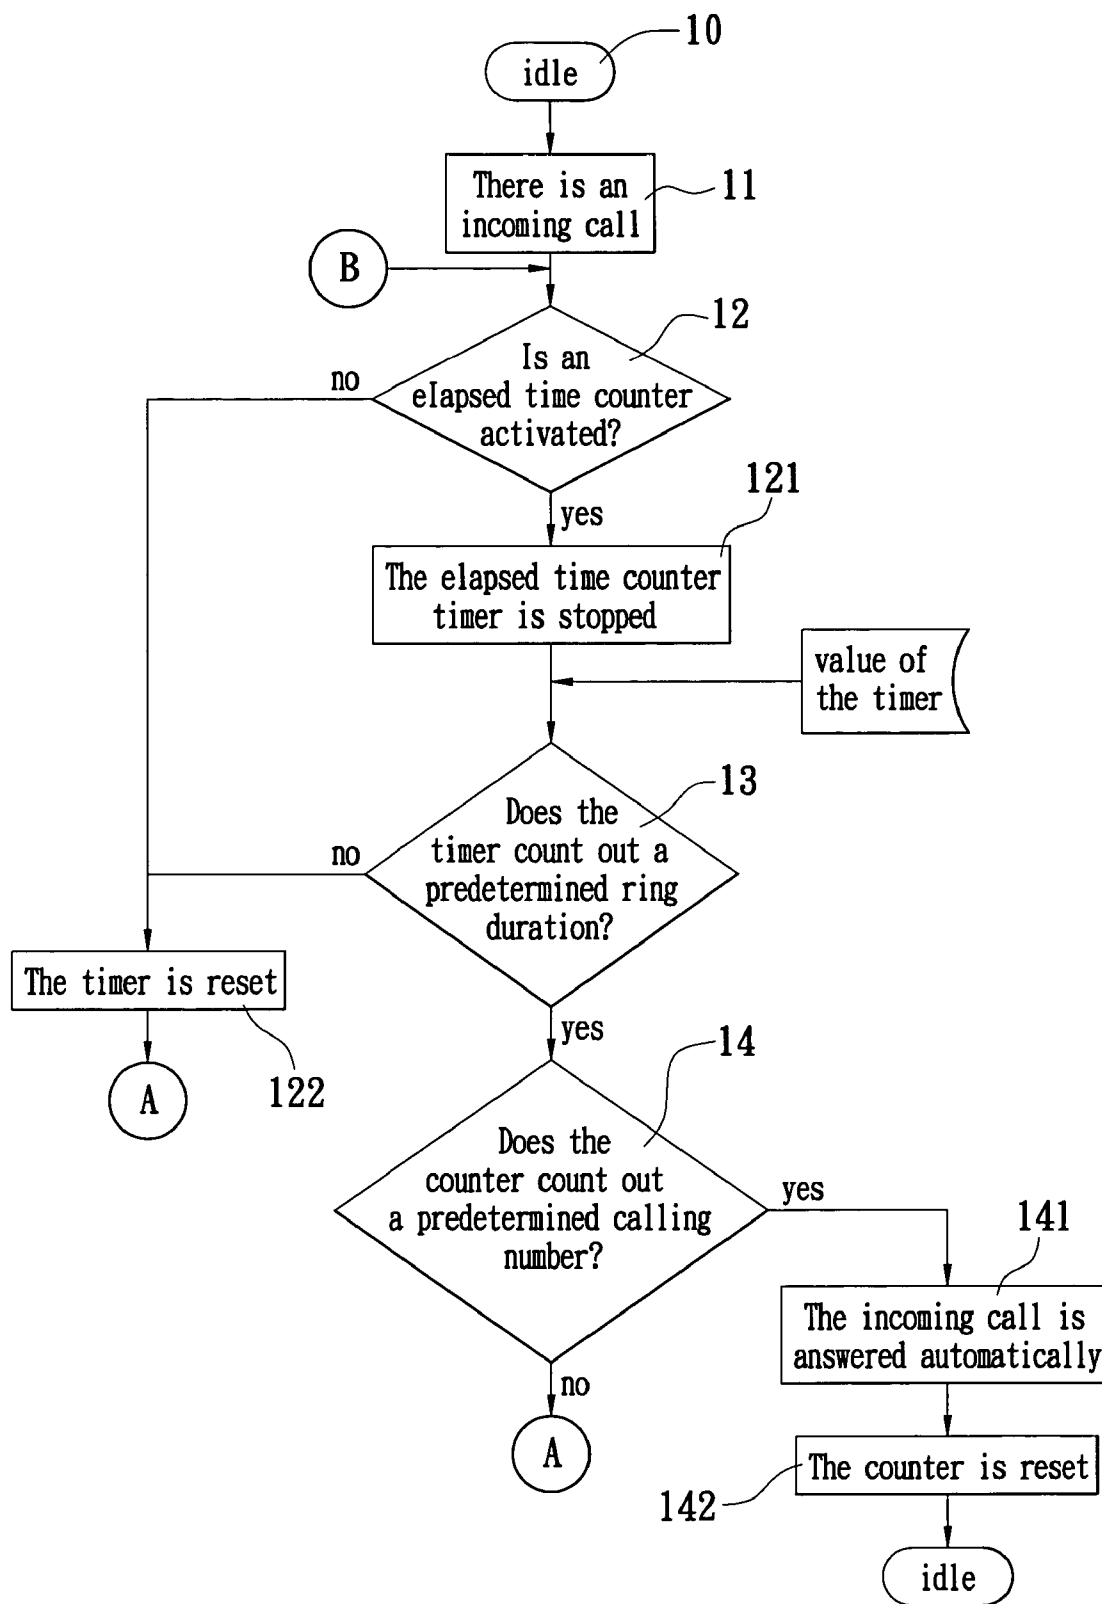 10
idle
There is an
incoming call
11
B
12
Is an
elapsed time counter
activated?
no
yes
121
The elapsed time counter
timer is stopped
value of
the timer
13
Does the
timer count out a
predetermined ring
duration?
no
The timer is reset
122
A
yes
14
Does the
counter count out
a predetermined calling
number?
yes
141
The incoming call is
answered automatically
no
A
The counter is reset
142
idle